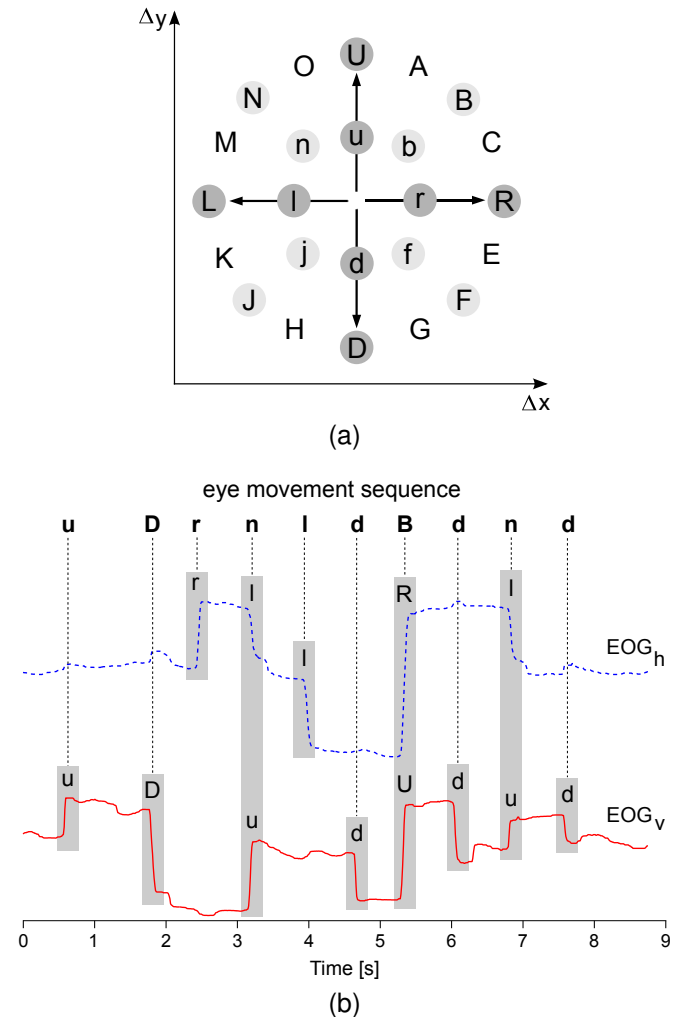 Δy
U
O A
N B
u
M n b C
L l r R
K j d f E
J F
H G
D
Δx
(a)
eye movement sequence
u D r n l d B d n d
r l R l
l
EOGh
u D U
u d d u d
EOGv
0 1 2 3 4 5 6 7 8 9
Time [s]
(b)